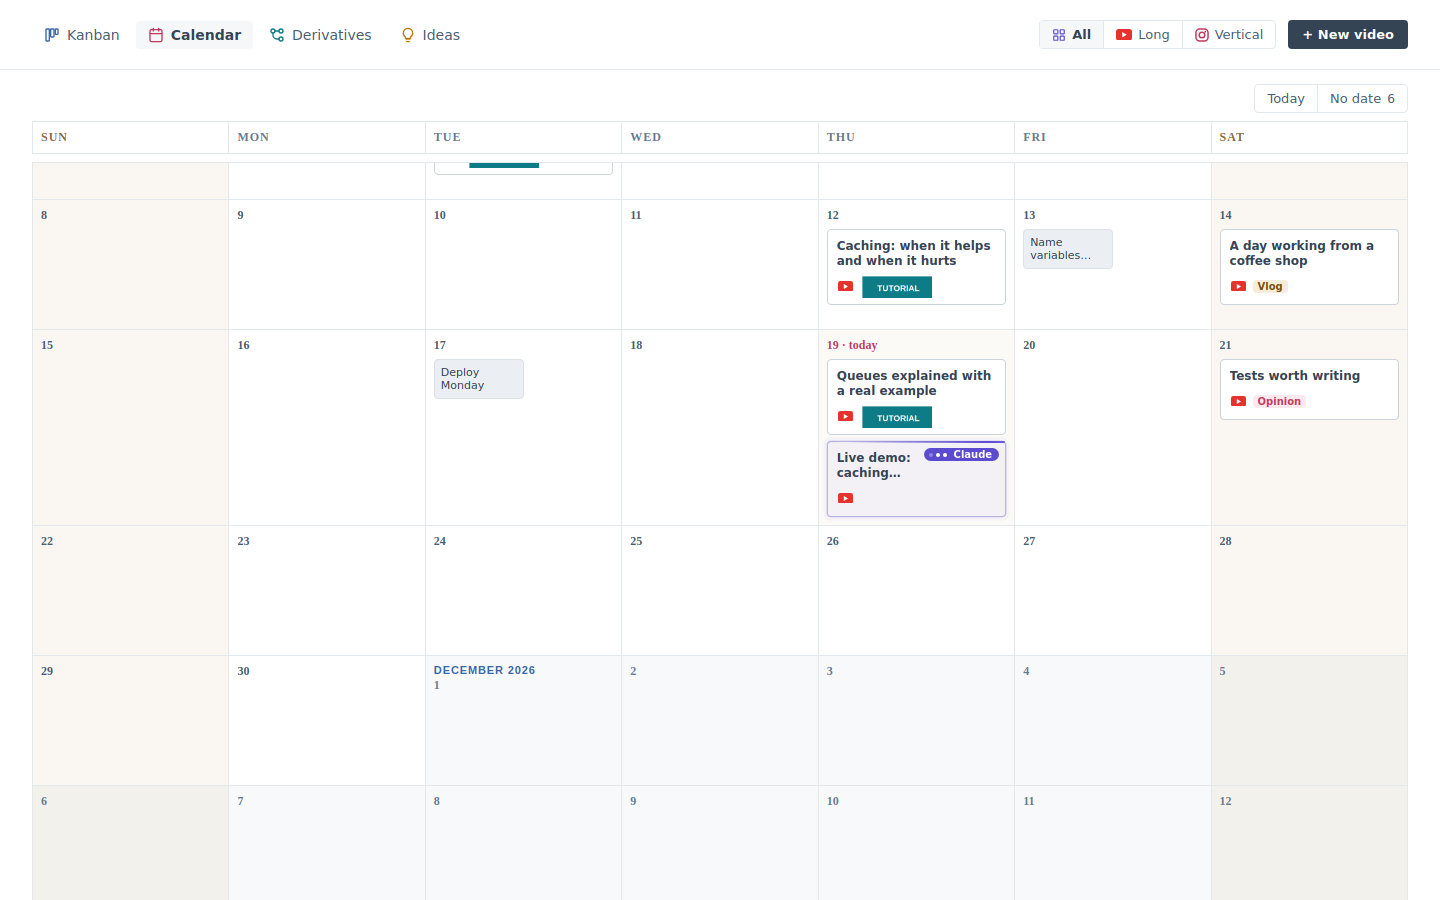 Kanban
Calendar
Derivatives
Ideas
All
Long
Vertical
+ New video
Today
No date 6
SUN
MON
TUE
WED
THU
FRI
SAT
8
9
10
11
12
Caching: when it helps
and when it hurts
TUTORIAL
13
Name
variables...
14
A day working from a
coffee shop
Vlog
15
16
17
Deploy
Monday
18
19 · today
Queues explained with
a real example
TUTORIAL
Live demo:
caching...
Claude
20
21
Tests worth writing
Opinion
22
23
24
25
26
27
28
29
30
DECEMBER 2026
1
2
3
4
5
6
7
8
9
10
11
12